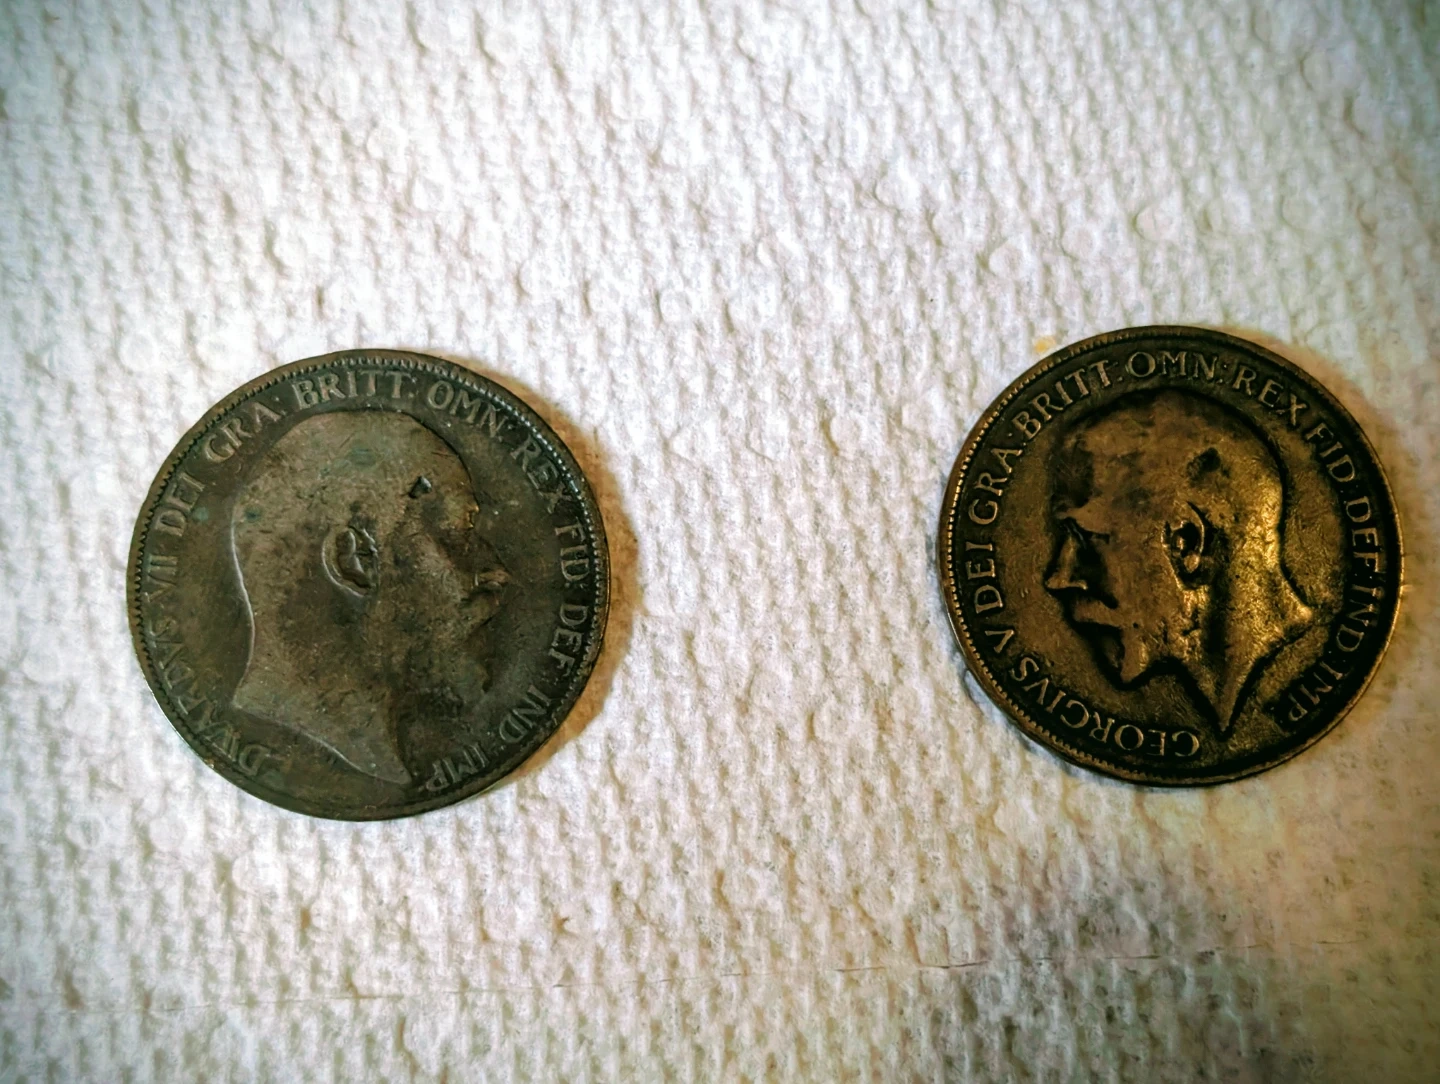 DWARDVS VII DEI GRA: BRITT: OMN: REX FID: DEF: IND: IMP:
GEORGIVS V DEI GRA: BRITT: OMN: REX FID: DEF: IND: IMP: